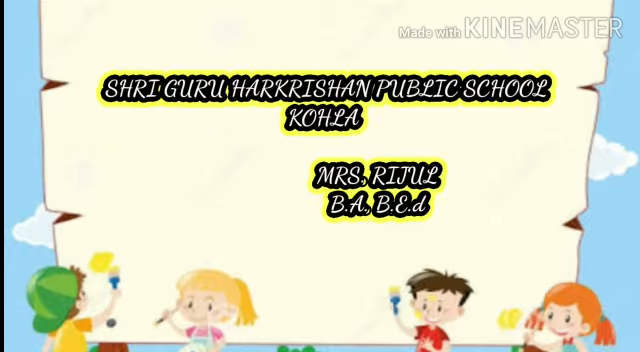 Made with KINEMASTER
SHRI GURU HARKRISHAN PUBLIC SCHOOL
KOHLA
MRS. RIJUL
B.A, B.E.d